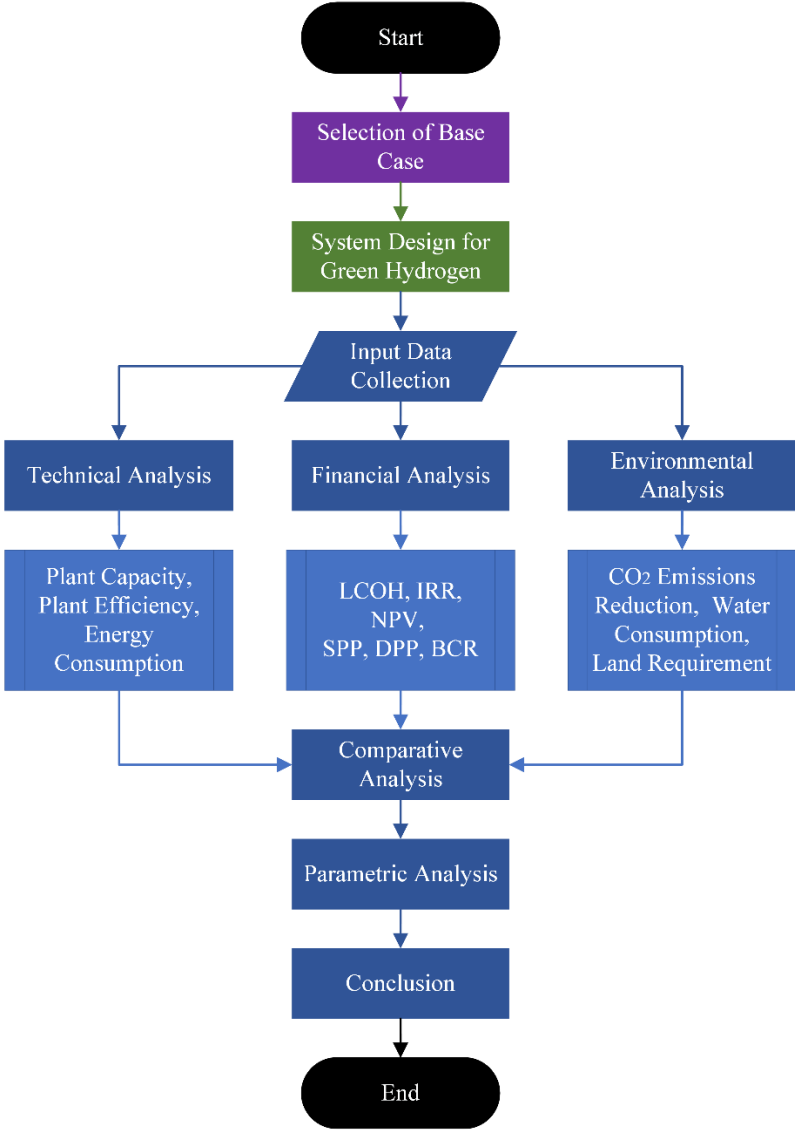 Start
Selection of Base
Case
System Design for
Green Hydrogen
Input Data
Collection
Technical Analysis
Financial Analysis
Environmental
Analysis
Plant Capacity,
Plant Efficiency,
Energy
Consumption
LCOH, IRR,
NPV,
SPP, DPP, BCR
CO2 Emissions
Reduction, Water
Consumption,
Land Requirement
Comparative
Analysis
Parametric Analysis
Conclusion
End